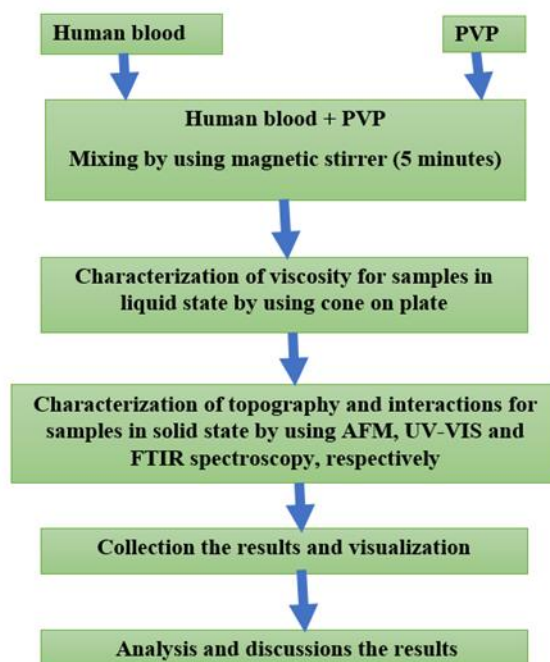 Human blood
PVP
Human blood + PVP
Mixing by using magnetic stirrer (5 minutes)
Characterization of viscosity for samples in
liquid state by using cone on plate
Characterization of topography and interactions for
samples in solid state by using AFM, UV-VIS and
FTIR spectroscopy, respectively
Collection the results and visualization
Analysis and discussions the results